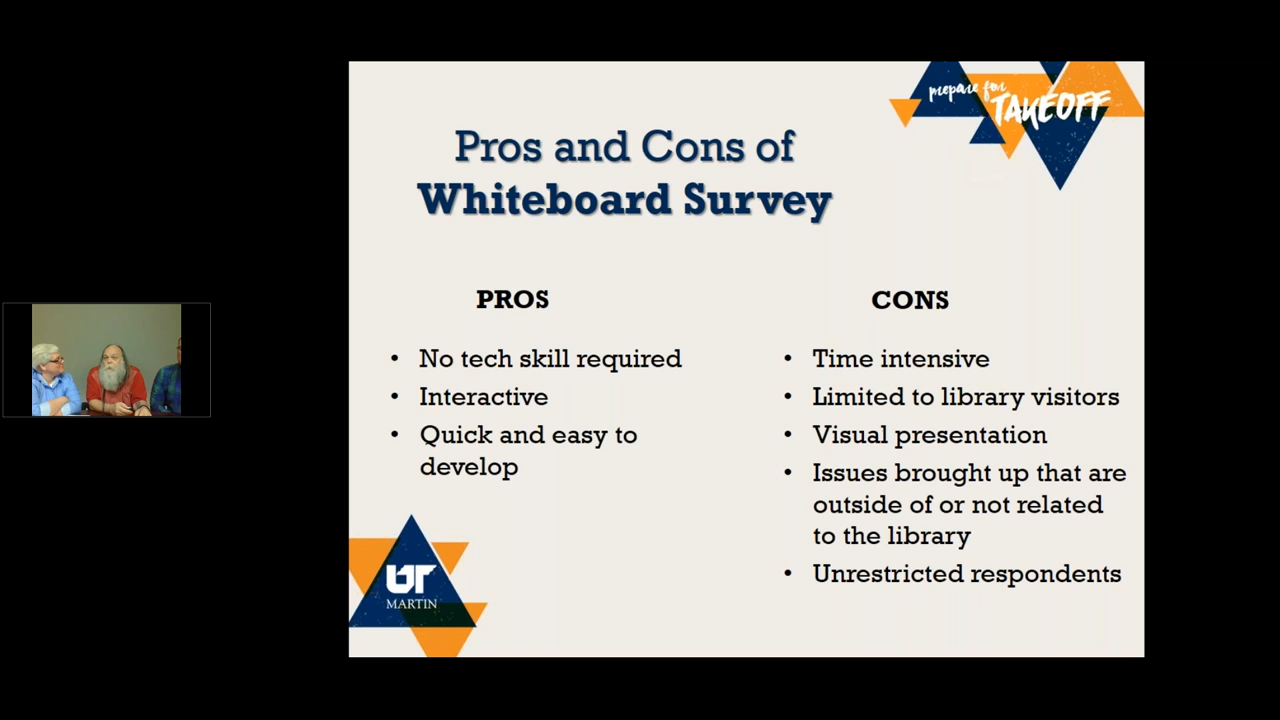 prepare for
TAKEOFF
Pros and Cons of
Whiteboard Survey
PROS
• No tech skill required
• Interactive
• Quick and easy to
develop
CONS
• Time intensive
• Limited to library visitors
• Visual presentation
• Issues brought up that are
outside of or not related
to the library
• Unrestricted respondents
UT
MARTIN